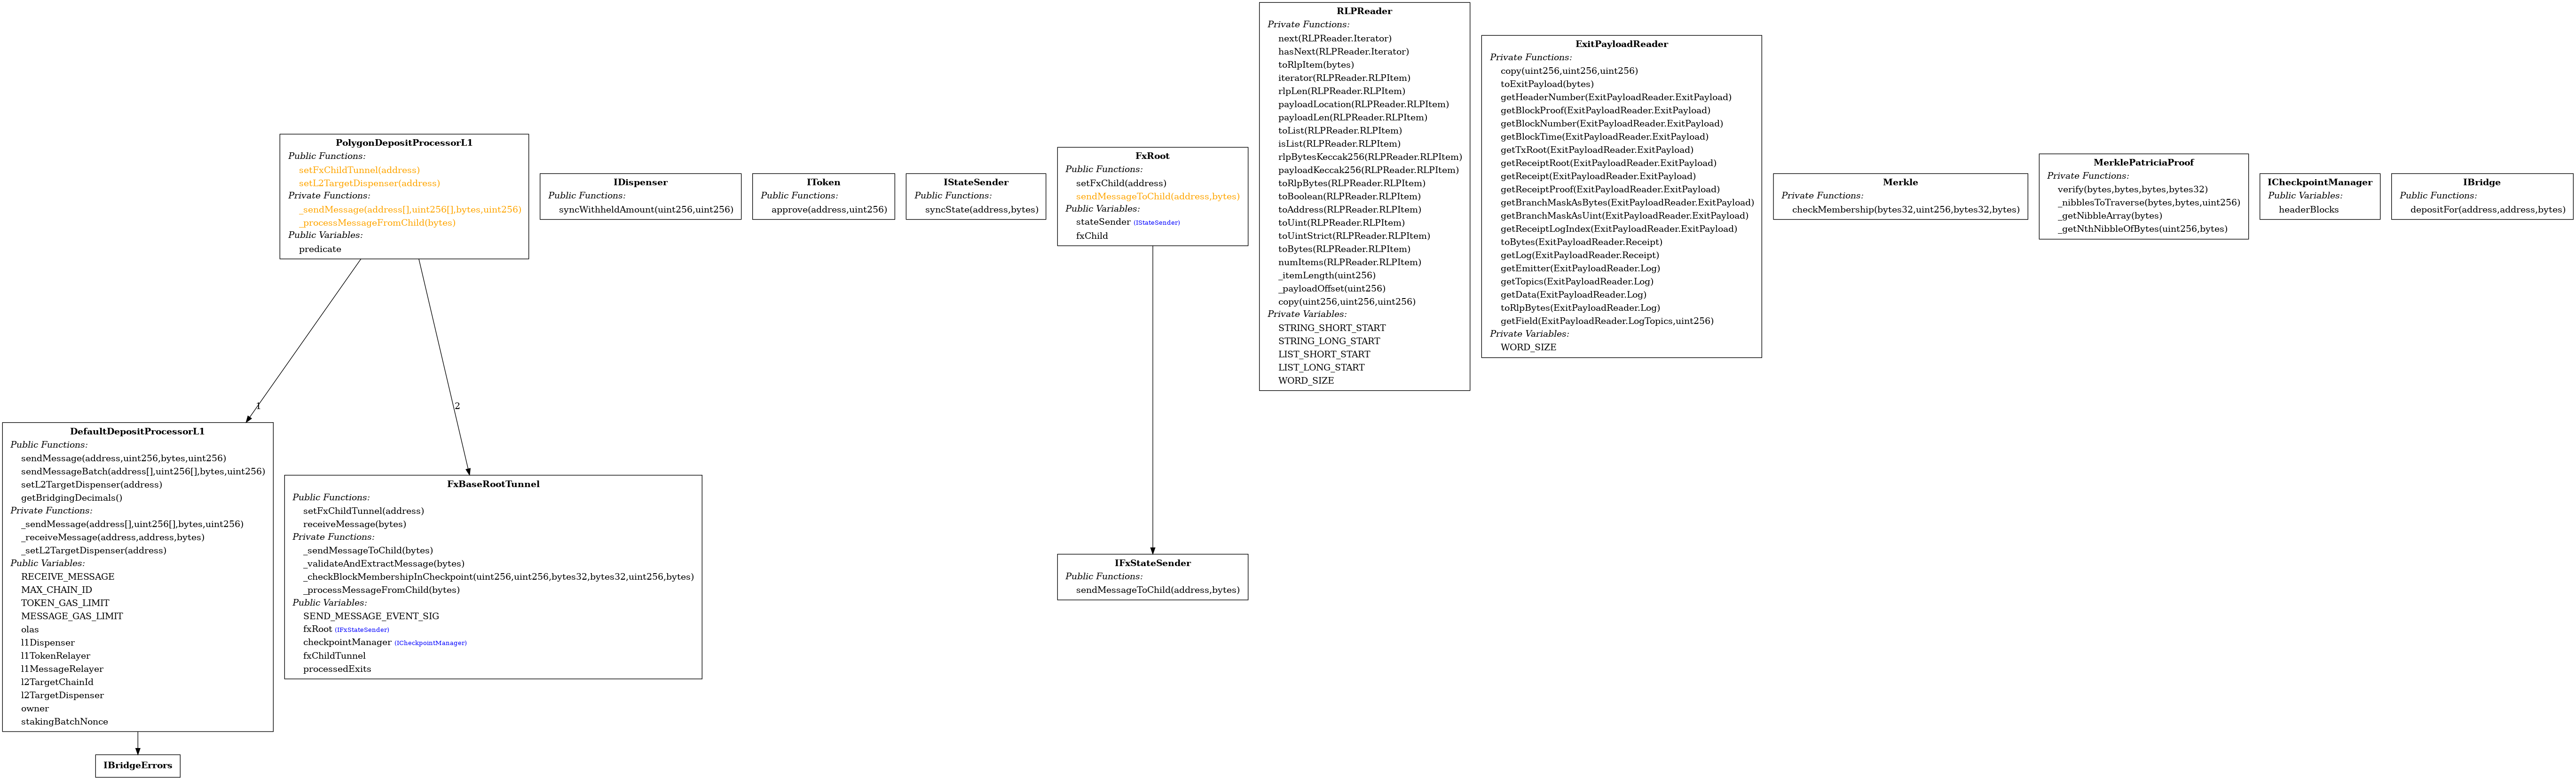 RLPReader
Private Functions:
next(RLPReader.Iterator)
hasNext(RLPReader.Iterator)
toRlpItem(bytes)
iterator(RLPReader.RLPItem)
rlpLen(RLPReader.RLPItem)
payloadLocation(RLPReader.RLPItem)
payloadLen(RLPReader.RLPItem)
toList(RLPReader.RLPItem)
isList(RLPReader.RLPItem)
rlpBytesKeccak256(RLPReader.RLPItem)
payloadKeccak256(RLPReader.RLPItem)
toRlpBytes(RLPReader.RLPItem)
toBoolean(RLPReader.RLPItem)
toAddress(RLPReader.RLPItem)
toUint(RLPReader.RLPItem)
toUintStrict(RLPReader.RLPItem)
toBytes(RLPReader.RLPItem)
numItems(RLPReader.RLPItem)
_itemLength(uint256)
_payloadOffset(uint256)
copy(uint256,uint256,uint256)
Private Variables:
STRING_SHORT_START
STRING_LONG_START
LIST_SHORT_START
LIST_LONG_START
WORD_SIZE
ExitPayloadReader
Private Functions:
copy(uint256,uint256,uint256)
toExitPayload(bytes)
getHeaderNumber(ExitPayloadReader.ExitPayload)
getBlockProof(ExitPayloadReader.ExitPayload)
getBlockNumber(ExitPayloadReader.ExitPayload)
getBlockTime(ExitPayloadReader.ExitPayload)
getTxRoot(ExitPayloadReader.ExitPayload)
getReceiptRoot(ExitPayloadReader.ExitPayload)
getReceipt(ExitPayloadReader.ExitPayload)
getReceiptProof(ExitPayloadReader.ExitPayload)
getBranchMaskAsBytes(ExitPayloadReader.ExitPayload)
getBranchMaskAsUint(ExitPayloadReader.ExitPayload)
getReceiptLogIndex(ExitPayloadReader.ExitPayload)
toBytes(ExitPayloadReader.Receipt)
getLog(ExitPayloadReader.Receipt)
getEmitter(ExitPayloadReader.Log)
getTopics(ExitPayloadReader.Log)
getData(ExitPayloadReader.Log)
toRlpBytes(ExitPayloadReader.Log)
getField(ExitPayloadReader.LogTopics,uint256)
Private Variables:
WORD_SIZE
PolygonDepositProcessorL1
Public Functions:
setFxChildTunnel(address)
setL2TargetDispenser(address)
Private Functions:
_sendMessage(address[],uint256[],bytes,uint256)
_processMessageFromChild(bytes)
Public Variables:
predicate
IDispenser
Public Functions:
syncWithheldAmount(uint256,uint256)
IToken
Public Functions:
approve(address,uint256)
IStateSender
Public Functions:
syncState(address,bytes)
FxRoot
Public Functions:
setFxChild(address)
sendMessageToChild(address,bytes)
Public Variables:
stateSender (IStateSender)
fxChild
Merkle
Private Functions:
checkMembership(bytes32,uint256,bytes32,bytes)
MerklePatriciaProof
Private Functions:
verify(bytes,bytes,bytes,bytes32)
_nibblesToTraverse(bytes,bytes,uint256)
_getNibbleArray(bytes)
_getNthNibbleOfBytes(uint256,bytes)
ICheckpointManager
Public Variables:
headerBlocks
IBridge
Public Functions:
depositFor(address,address,bytes)
1
2
DefaultDepositProcessorL1
Public Functions:
sendMessage(address,uint256,bytes,uint256)
sendMessageBatch(address[],uint256[],bytes,uint256)
setL2TargetDispenser(address)
getBridgingDecimals()
Private Functions:
_sendMessage(address[],uint256[],bytes,uint256)
_receiveMessage(address,address,bytes)
_setL2TargetDispenser(address)
Public Variables:
RECEIVE_MESSAGE
MAX_CHAIN_ID
TOKEN_GAS_LIMIT
MESSAGE_GAS_LIMIT
olas
l1Dispenser
l1TokenRelayer
l1MessageRelayer
l2TargetChainId
l2TargetDispenser
owner
stakingBatchNonce
FxBaseRootTunnel
Public Functions:
setFxChildTunnel(address)
receiveMessage(bytes)
Private Functions:
_sendMessageToChild(bytes)
_validateAndExtractMessage(bytes)
_checkBlockMembershipInCheckpoint(uint256,uint256,bytes32,bytes32,uint256,bytes)
_processMessageFromChild(bytes)
Public Variables:
SEND_MESSAGE_EVENT_SIG
fxRoot (IFxStateSender)
checkpointManager (ICheckpointManager)
fxChildTunnel
processedExits
IFxStateSender
Public Functions:
sendMessageToChild(address,bytes)
IBridgeErrors